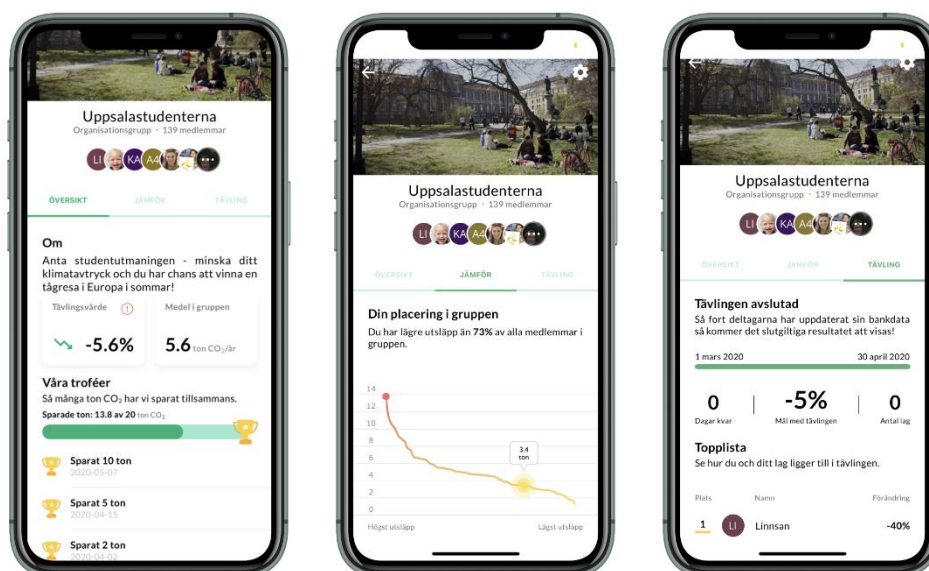 Uppsalastudenterna
Organisationsgrupp · 139 medlemmar
LI KA A4
ÖVERSIKT JÄMFÖR TÄVLING
Om
Anta studentutmaningen - minska ditt
klimatavtryck och du har chans att vinna en
tågresa i Europa i sommar!
Tävlingsvärde Medel i gruppen
-5.6% 5.6 ton CO₂/år
Våra troféer
Så många ton CO₂ har vi sparat tillsammans.
Sparade ton: 13.8 av 20 ton CO₂
Sparat 10 ton
2020-05-07
Sparat 5 ton
2020-04-15
Sparat 2 ton
2020-04-02
Uppsalastudenterna
Organisationsgrupp · 139 medlemmar
LI KA A4
ÖVERSIKT JÄMFÖR TÄVLING
Din placering i gruppen
Du har lägre utsläpp än 73% av alla medlemmar i
gruppen.
14
12
10
8
6
4
2
0
3.4
ton
Högst utsläpp Lägst utsläpp
Uppsalastudenterna
Organisationsgrupp · 139 medlemmar
LI KA A4
ÖVERSIKT JÄMFÖR TÄVLING
Tävlingen avslutad
Så fort deltagarna har uppdaterat sin bankdata
så kommer det slutgiltiga resultatet att visas!
1 mars 2020 30 april 2020
0 -5% 0
Dagar kvar Mål med tävlingen Antal lag
Topplista
Se hur du och ditt lag ligger till i tävlingen.
Plats Namn Förändring
1 LI Linnsan -40%